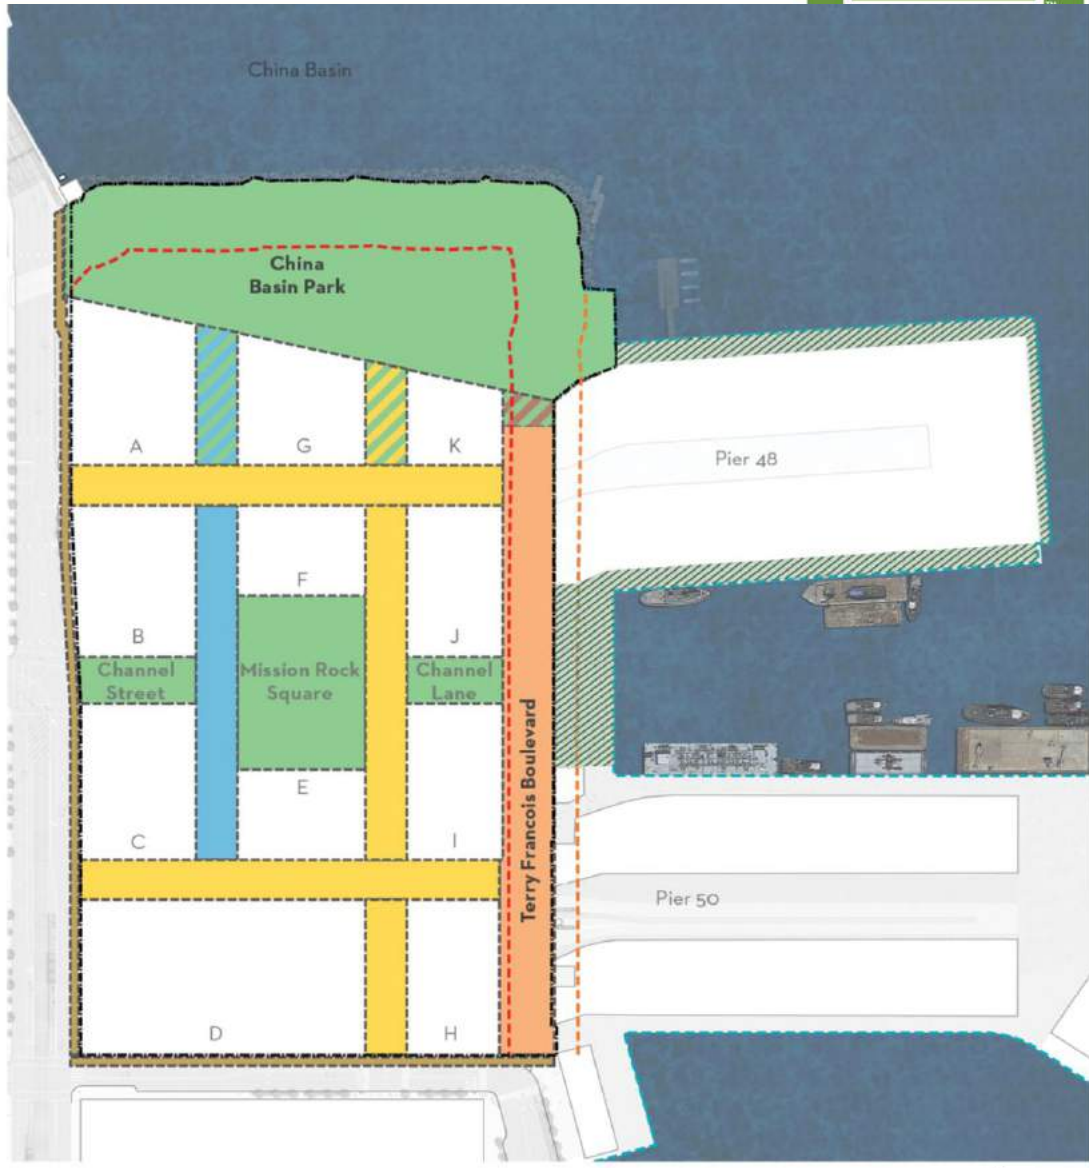 China Basin
China
Basin Park
A
G
K
Pier 48
F
B
J
Channel
Street
Mission Rock
Square
Channel
Lane
E
C
I
Terry Francois Boulevard
Pier 50
D
H